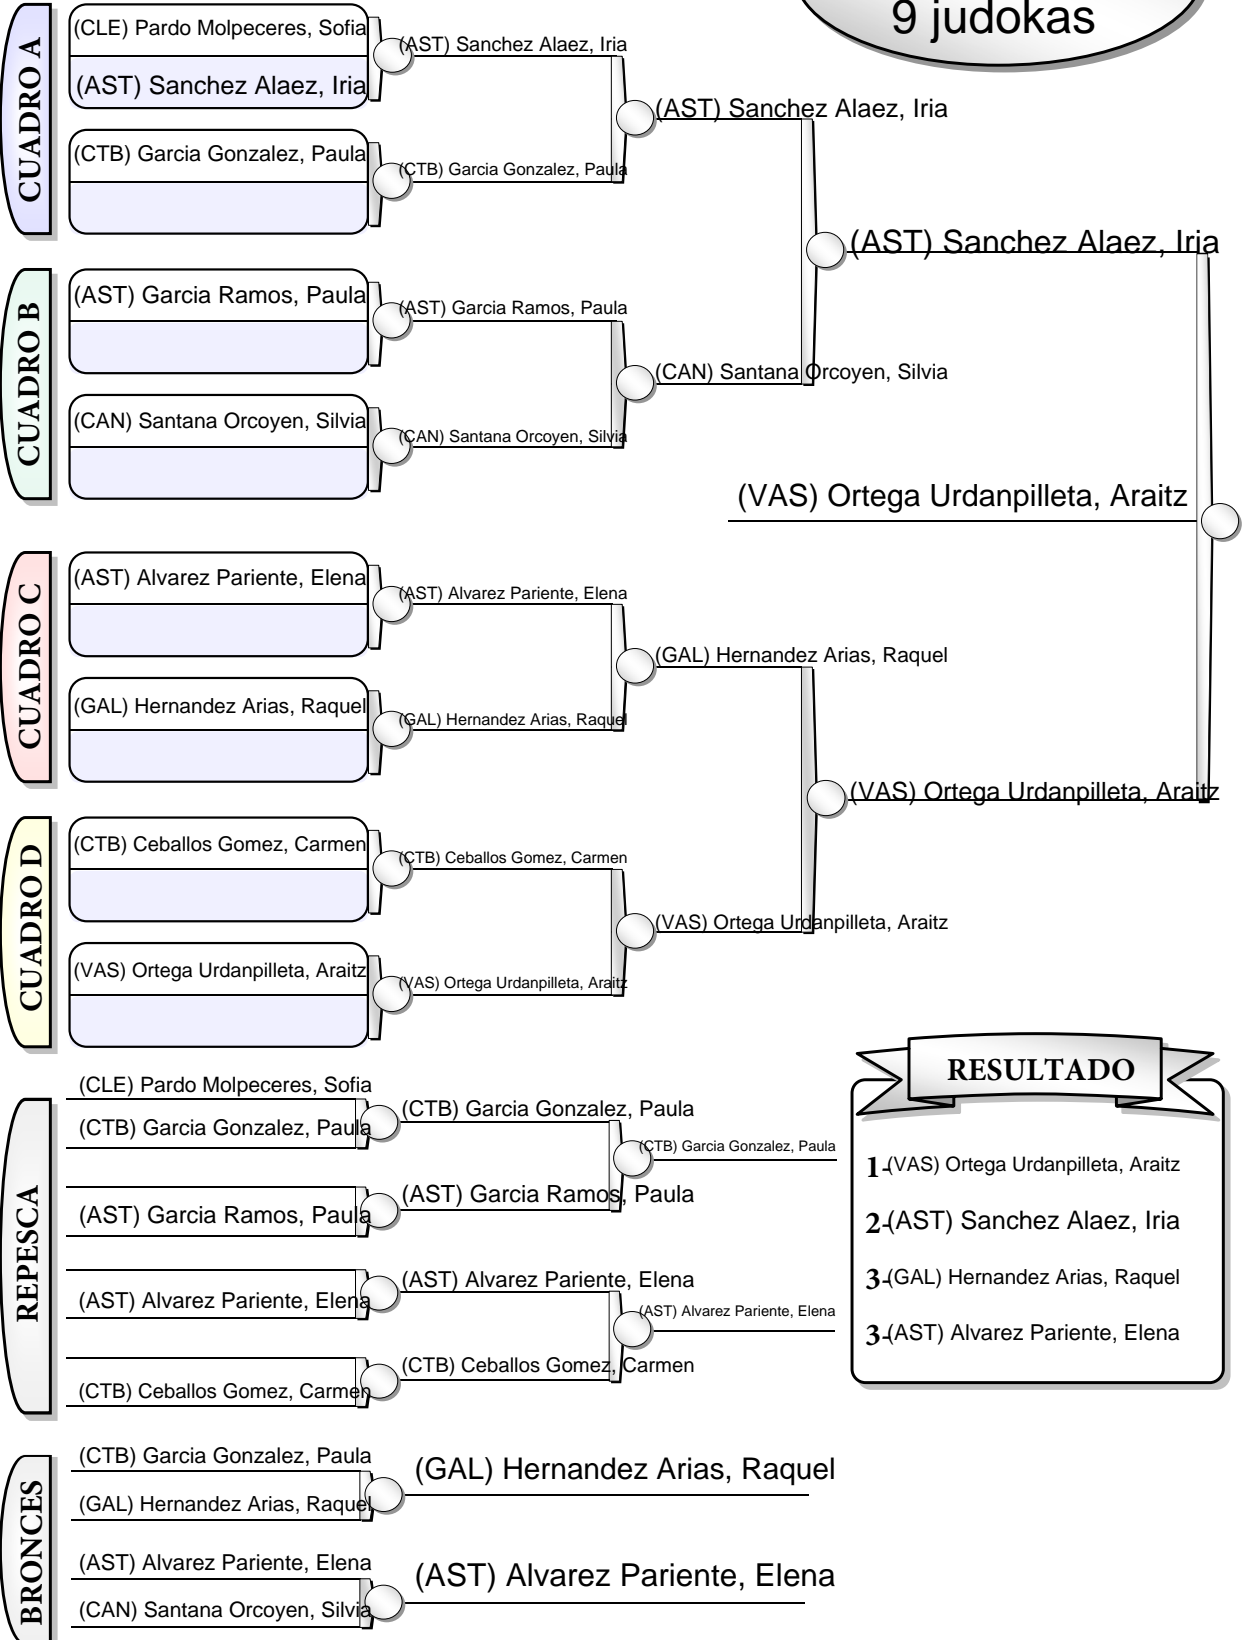 9 judokas
CUADRO A
(CLE) Pardo Molpeceres, Sofia
(AST) Sanchez Alaez, Iria
(CTB) Garcia Gonzalez, Paula
(AST) Sanchez Alaez, Iria
(CTB) Garcia Gonzalez, Paula
(AST) Sanchez Alaez, Iria
CUADRO B
(AST) Garcia Ramos, Paula
(CAN) Santana Orcoyen, Silvia
(AST) Garcia Ramos, Paula
(CAN) Santana Orcoyen, Silvia
(CAN) Santana Orcoyen, Silvia
(AST) Sanchez Alaez, Iria
(VAS) Ortega Urdanpilleta, Araitz
CUADRO C
(AST) Alvarez Pariente, Elena
(GAL) Hernandez Arias, Raquel
(AST) Alvarez Pariente, Elena
(GAL) Hernandez Arias, Raquel
(GAL) Hernandez Arias, Raquel
CUADRO D
(CTB) Ceballos Gomez, Carmen
(VAS) Ortega Urdanpilleta, Araitz
(CTB) Ceballos Gomez, Carmen
(VAS) Ortega Urdanpilleta, Araitz
(VAS) Ortega Urdanpilleta, Araitz
(VAS) Ortega Urdanpilleta, Araitz
REPESCA
(CLE) Pardo Molpeceres, Sofia
(CTB) Garcia Gonzalez, Paula
(AST) Garcia Ramos, Paula
(AST) Alvarez Pariente, Elena
(CTB) Ceballos Gomez, Carmen
(CTB) Garcia Gonzalez, Paula
(AST) Garcia Ramos, Paula
(AST) Alvarez Pariente, Elena
(CTB) Ceballos Gomez, Carmen
(CTB) Garcia Gonzalez, Paula
(AST) Alvarez Pariente, Elena
RESULTADO
1-(VAS) Ortega Urdanpilleta, Araitz
2-(AST) Sanchez Alaez, Iria
3-(GAL) Hernandez Arias, Raquel
3-(AST) Alvarez Pariente, Elena
BRONCES
(CTB) Garcia Gonzalez, Paula
(GAL) Hernandez Arias, Raquel
(AST) Alvarez Pariente, Elena
(CAN) Santana Orcoyen, Silvia
(GAL) Hernandez Arias, Raquel
(AST) Alvarez Pariente, Elena